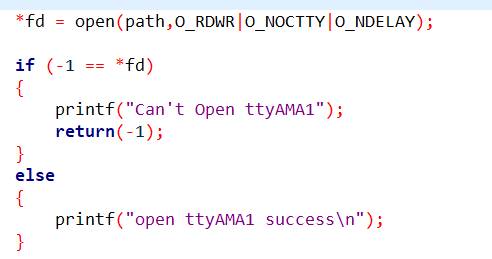 *fd = open(path,O_RDWR|O_NOCTTY|O_NDELAY);
if (-1 == *fd)
{
printf("Can't Open ttyAMA1");
return(-1);
}
else
{
printf("open ttyAMA1 success\n");
}